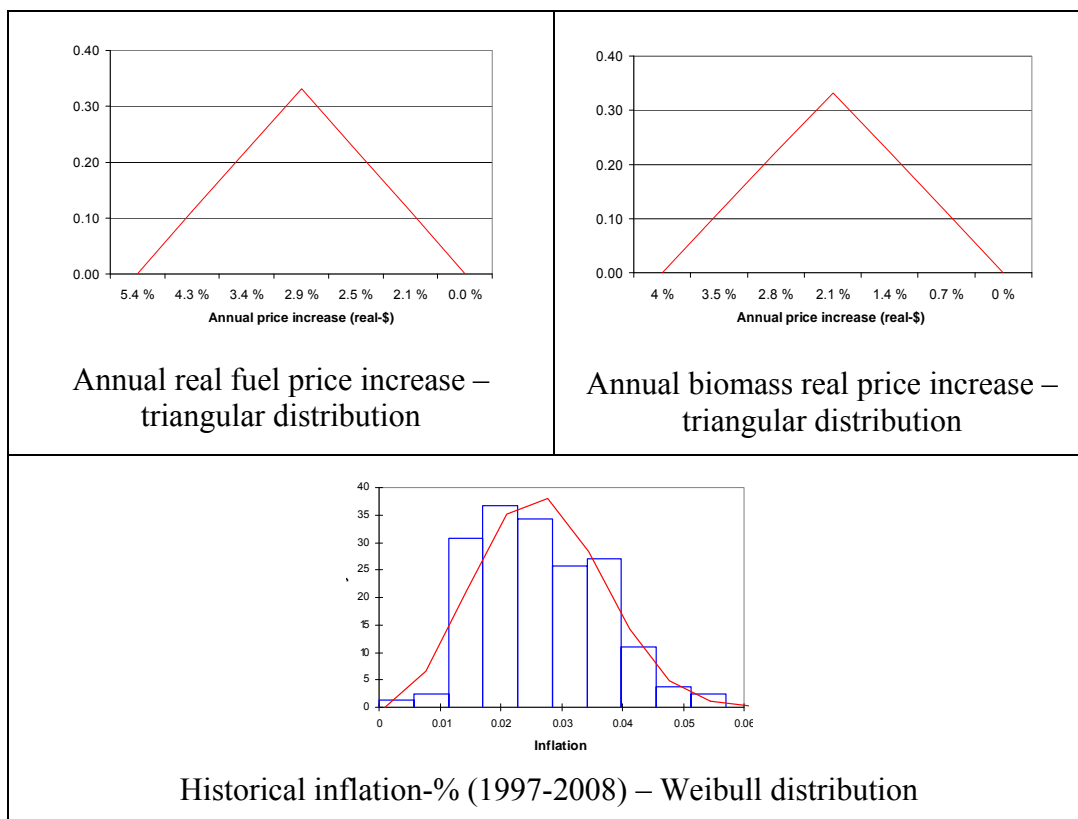 0.40
0.30
0.20
0.10
0.00
5.4 % 4.3 % 3.4 % 2.9 % 2.5 % 2.1 % 0.0 %
Annual price increase (real-$)
Annual real fuel price increase –
triangular distribution
0.40
0.30
0.20
0.10
0.00
4 % 3.5 % 2.8 % 2.1 % 1.4 % 0.7 % 0 %
Annual price increase (real-$)
Annual biomass real price increase –
triangular distribution
40
35
30
25
20
15
10
5
0
0 0.01 0.02 0.03 0.04 0.05 0.06
Inflation
Historical inflation-% (1997-2008) – Weibull distribution